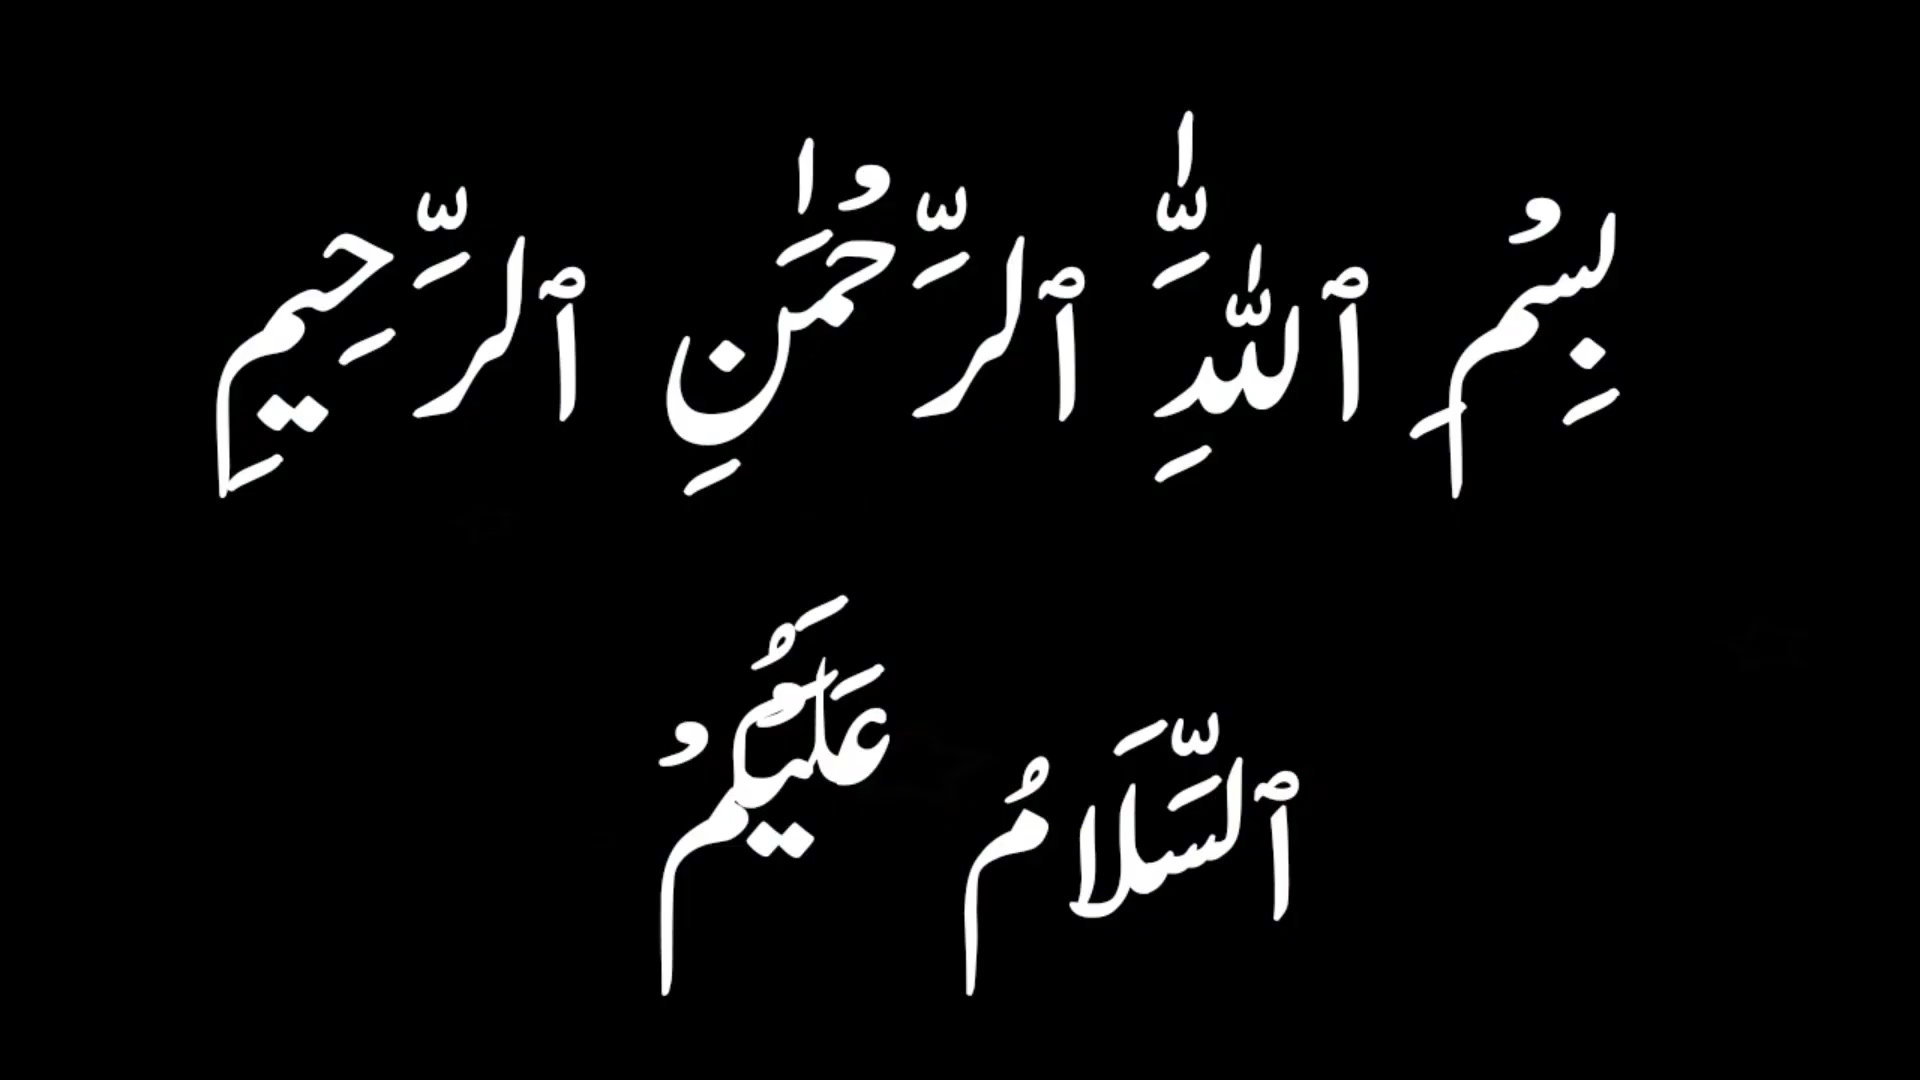 بِسْمِ ٱللَّٰهِ ٱلرَّحْمَٰنِ ٱلرَّحِيمِ
ٱلسَّلَامُ عَلَيْكُمْ